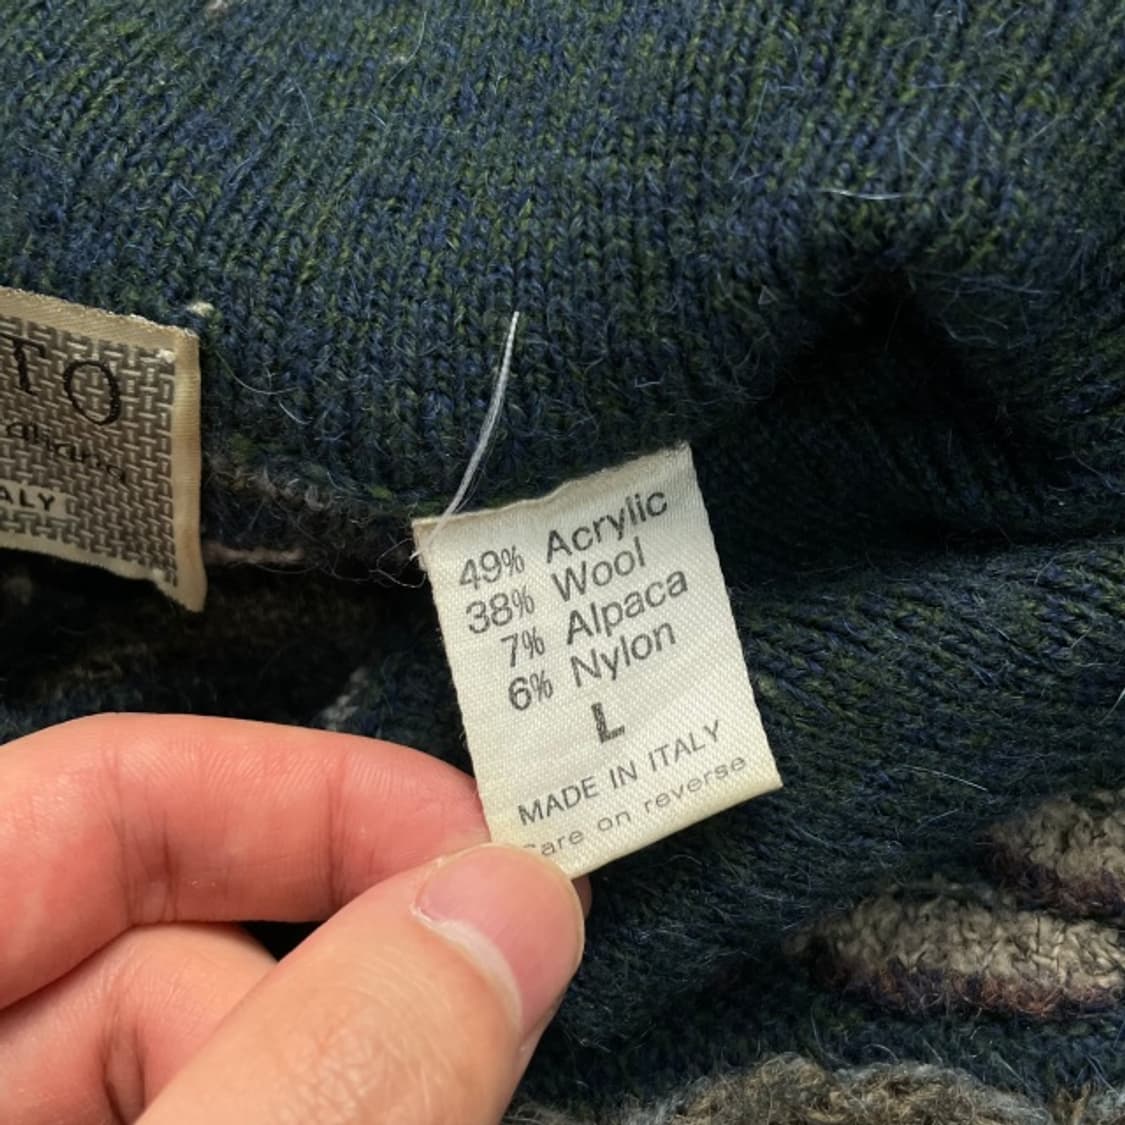 TO
ALY
49% Acrylic
38% Wool
7% Alpaca
6% Nylon
L
MADE IN ITALY
Care on reverse